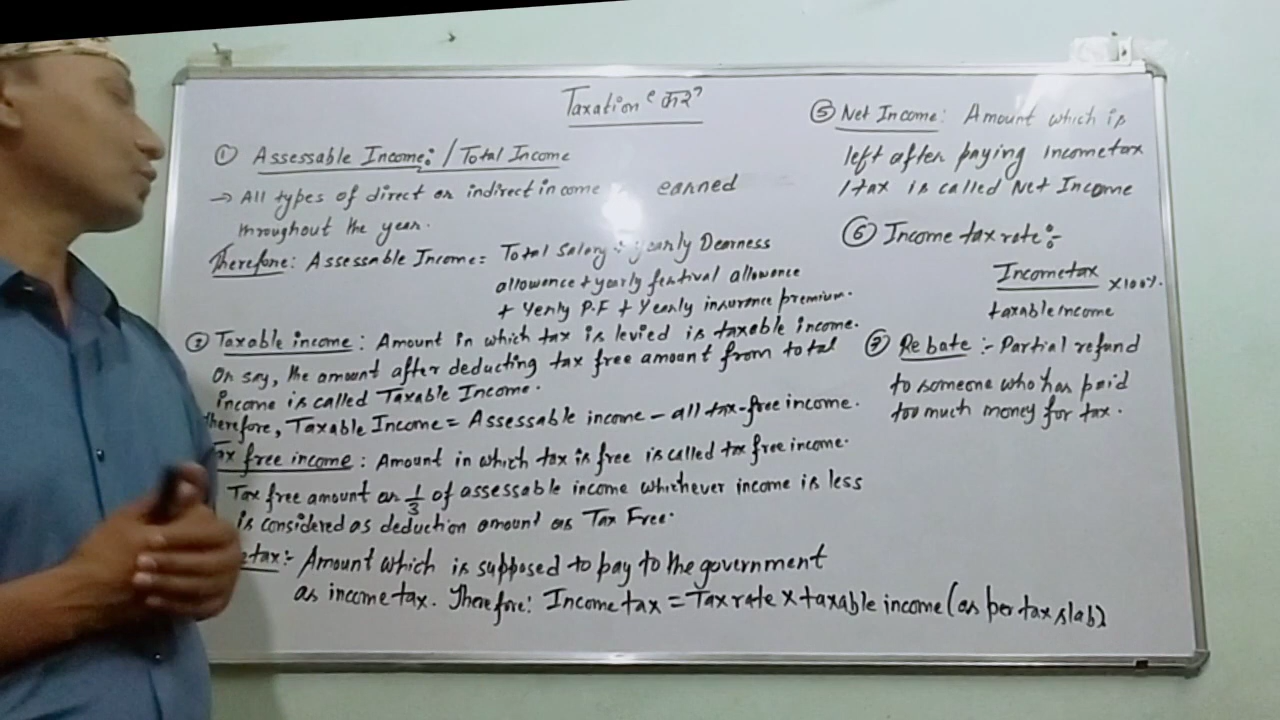 Taxation "कर"
① Assessable Income: / Total Income
→ All types of direct or indirect income earned
throughout the year.
Therefore: Assessable Income = Total Salary + yearly Dearness
allowance + yearly festival allowance
+ Yerly P.F + Yearly insurance premium.
② Taxable income : Amount in which tax is levied is taxable income.
Or say, the amount after deducting tax free amount from total
income is called Taxable Income.
therefore, Taxable Income = Assessable income – all tax-free income.
Tax free income : Amount in which tax is free is called tax free income.
Tax free amount or 1/3 of assessable income whichever income is less
is considered as deduction amount as Tax Free.
tax :- Amount which is supposed to pay to the government
as income tax. Therefore: Income tax = Tax rate × taxable income (as per tax slab)
⑤ Net Income : Amount which is
left after paying incometax
/ tax is called Net Income
⑥ Income tax rate :-
Incometax
×100%.
taxable income
⑦ Rebate :- Partial refund
to someone who has paid
too much money for tax.